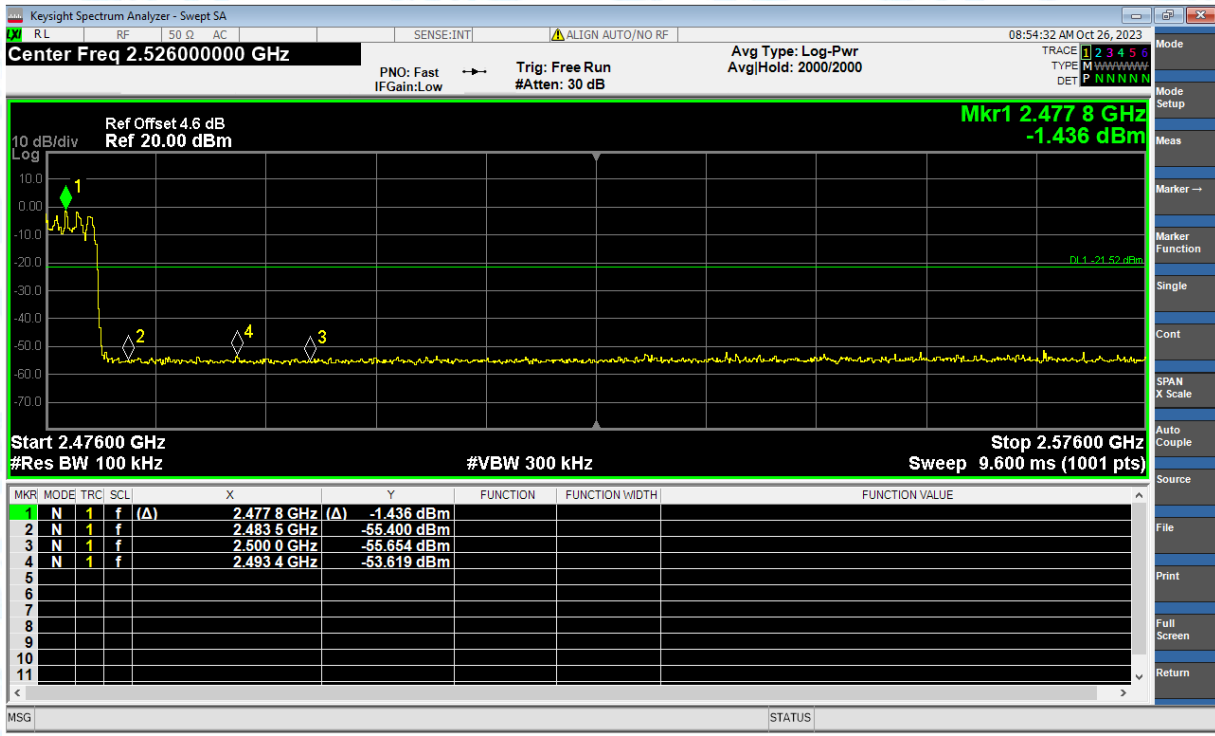 Keysight Spectrum Analyzer - Swept SA
LXI RL RF 50 Ω AC SENSE:INT ALIGN AUTO/NO RF 08:54:32 AM Oct 26, 2023
Center Freq 2.526000000 GHz
PNO: Fast
IFGain:Low
Trig: Free Run
#Atten: 30 dB
Avg Type: Log-Pwr
Avg|Hold: 2000/2000
TRACE 1 2 3 4 5 6
TYPE M WWWWW
DET P N N N N N
Mkr1 2.477 8 GHz
-1.436 dBm
Ref Offset 4.6 dB
10 dB/div Ref 20.00 dBm
Log
10.0
0.00
-10.0
-20.0
-30.0
-40.0
-50.0
-60.0
-70.0
1
2
4
3
DL1 -21.52 dBm
Start 2.47600 GHz Stop 2.57600 GHz
#Res BW 100 kHz #VBW 300 kHz Sweep 9.600 ms (1001 pts)
MKR MODE TRC SCL X Y FUNCTION FUNCTION WIDTH FUNCTION VALUE
1 N 1 f (Δ) 2.477 8 GHz (Δ) -1.436 dBm
2 N 1 f 2.483 5 GHz -55.400 dBm
3 N 1 f 2.500 0 GHz -55.654 dBm
4 N 1 f 2.493 4 GHz -53.619 dBm
5
6
7
8
9
10
11
MSG STATUS
Mode
Mode
Setup
Meas
Marker →
Marker
Function
Single
Cont
SPAN
X Scale
Auto
Couple
Source
File
Print
Full
Screen
Return